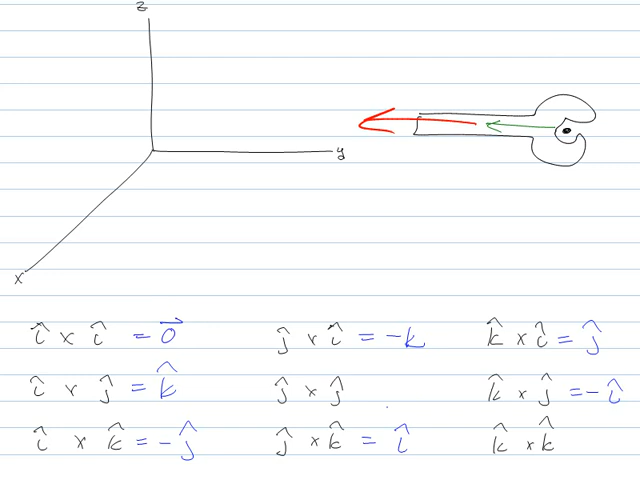 z
y
x
î × î = 0⃗ ĵ × î = -k k̂ × î = ĵ
î × ĵ = k̂ ĵ × ĵ k̂ × ĵ = -î
î × k̂ = -ĵ ĵ × k̂ = î k̂ × k̂